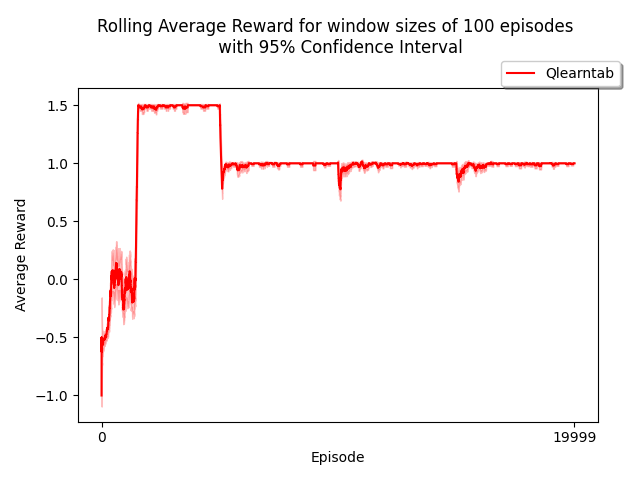 Rolling Average Reward for window sizes of 100 episodes
with 95% Confidence Interval
Qlearntab
1.5
1.0
0.5
0.0
−0.5
−1.0
Average Reward
0
19999
Episode